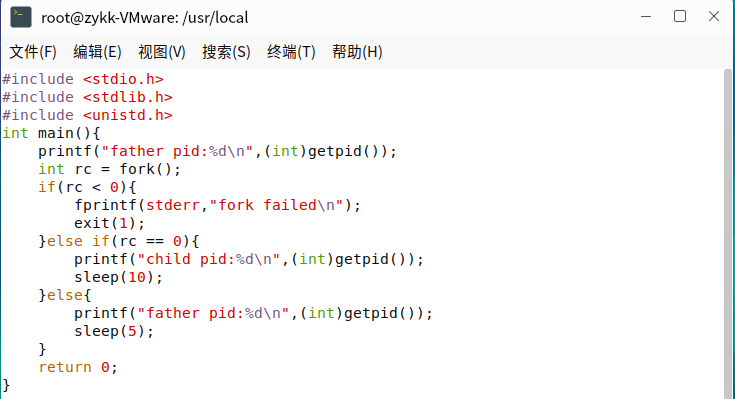 root@zykk-VMware: /usr/local
文件(F) 编辑(E) 视图(V) 搜索(S) 终端(T) 帮助(H)
#include <stdio.h>
#include <stdlib.h>
#include <unistd.h>
int main(){
    printf("father pid:%d\n",(int)getpid());
    int rc = fork();
    if(rc < 0){
        fprintf(stderr,"fork failed\n");
        exit(1);
    }else if(rc == 0){
        printf("child pid:%d\n",(int)getpid());
        sleep(10);
    }else{
        printf("father pid:%d\n",(int)getpid());
        sleep(5);
    }
    return 0;
}